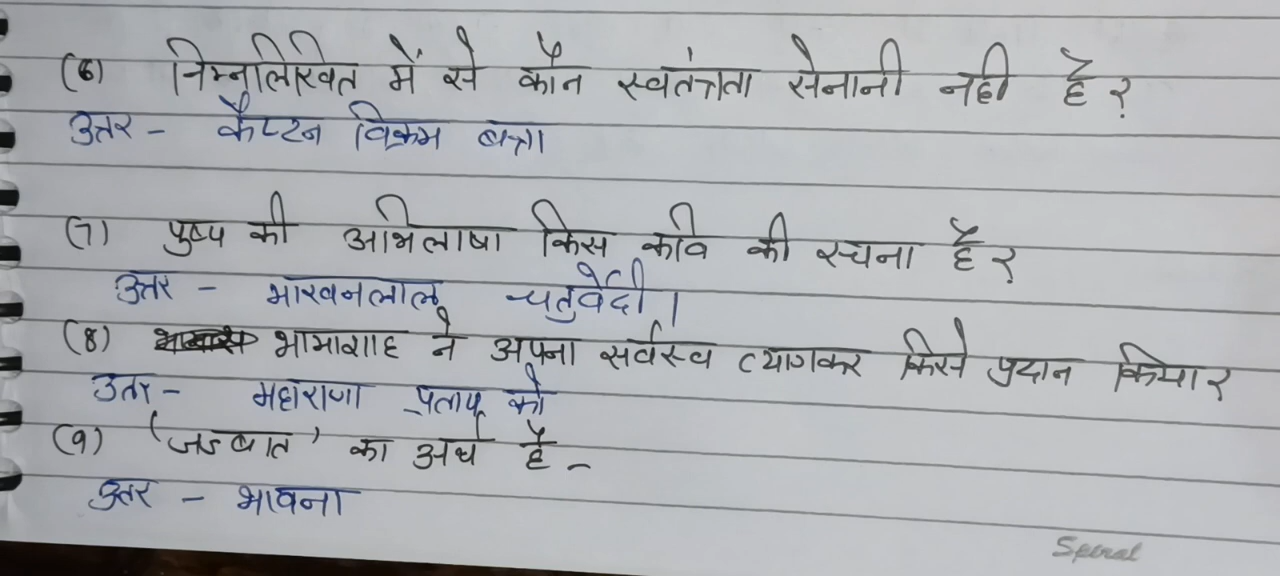 (6) निम्नलिखित में से कौन स्वतंत्रता सेनानी नही है ?
उत्तर - कैप्टन विक्रम बत्रा
(7) पुष्प की अभिलाषा किस कवि की रचना है ?
उत्तर - माखनलाल चतुर्वेदी ।
(8) भामाशाह ने अपना सर्वस्व त्यागकर किसे प्रदान किया ?
उत्तर - महाराणा प्रताप को
(9) 'जज्बात' का अर्थ है -
उत्तर - भावना
Spiral